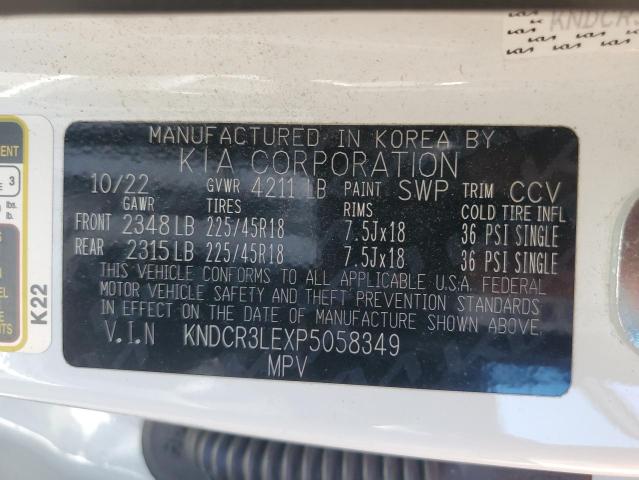 KNDCR
MANUFACTURED IN KOREA BY
KIA CORPORATION
10/22 GVWR 4211 LB PAINT SWP TRIM CCV
GAWR TIRES RIMS COLD TIRE INFL
FRONT 2348 LB 225/45R18 7.5Jx18 36 PSI SINGLE
REAR 2315 LB 225/45R18 7.5Jx18 36 PSI SINGLE
THIS VEHICLE CONFORMS TO ALL APPLICABLE U.S.A. FEDERAL
MOTOR VEHICLE SAFETY AND THEFT PREVENTION STANDARDS
IN EFFECT ON THE DATE OF MANUFACTURE SHOWN ABOVE.
V.I.N KNDCR3LEXP5058349
MPV
3
lbs.
K22